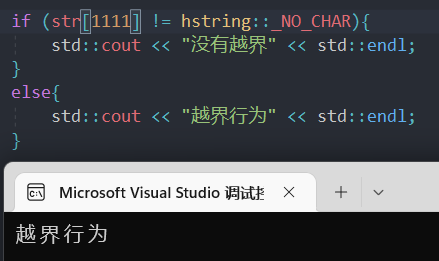 if (str[1111] != hstring::_NO_CHAR){
    std::cout << "没有越界" << std::endl;
}
else{
    std::cout << "越界行为" << std::endl;
}
Microsoft Visual Studio 调试
越界行为